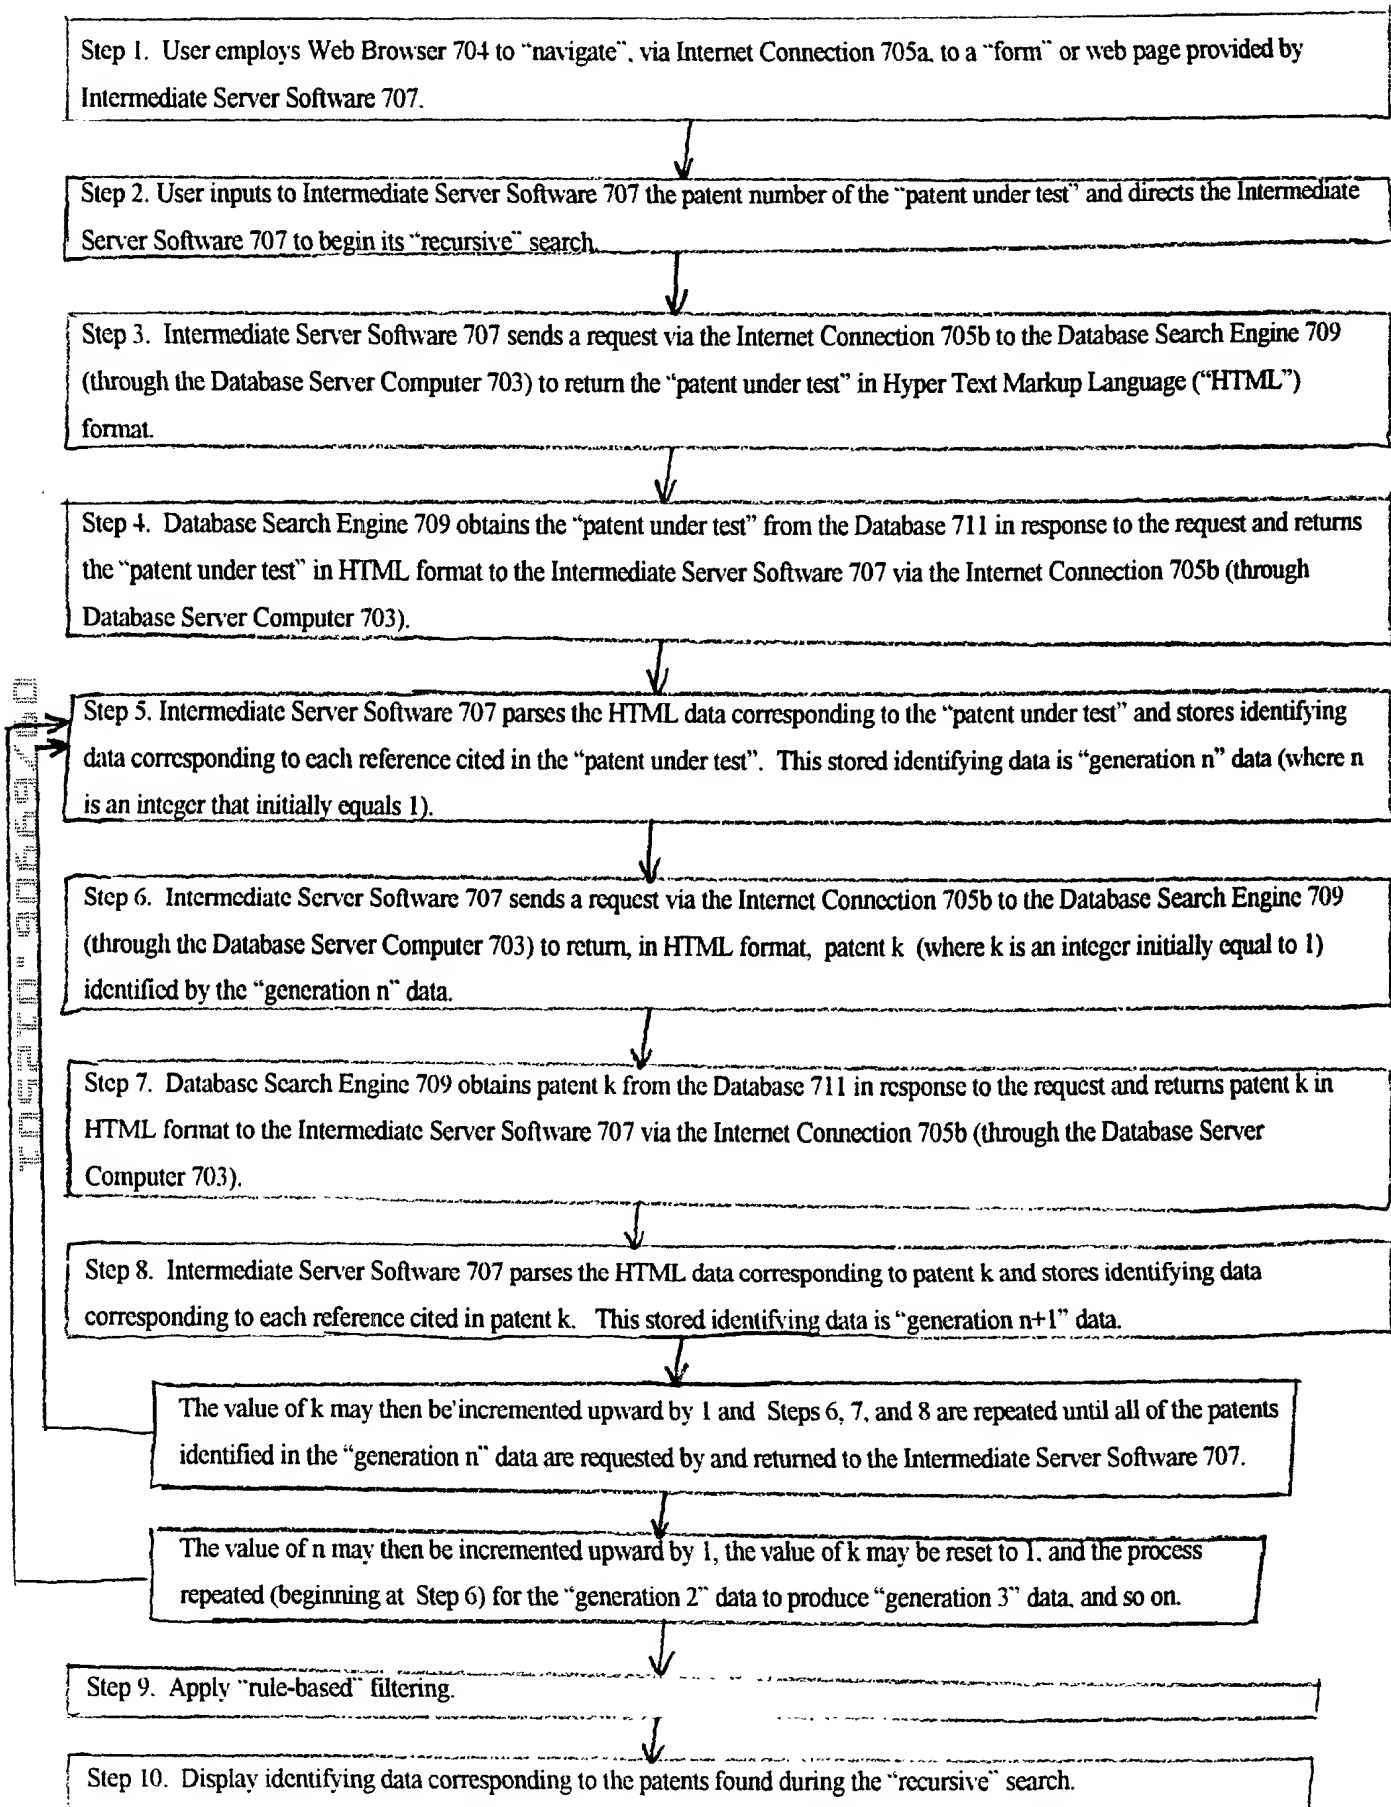 Step 1. User employs Web Browser 704 to “navigate”, via Internet Connection 705a, to a “form” or web page provided by
Intermediate Server Software 707.
Step 2. User inputs to Intermediate Server Software 707 the patent number of the “patent under test” and directs the Intermediate
Server Software 707 to begin its “recursive” search.
Step 3. Intermediate Server Software 707 sends a request via the Internet Connection 705b to the Database Search Engine 709
(through the Database Server Computer 703) to return the “patent under test” in Hyper Text Markup Language (“HTML”)
format.
Step 4. Database Search Engine 709 obtains the “patent under test” from the Database 711 in response to the request and returns
the “patent under test” in HTML format to the Intermediate Server Software 707 via the Internet Connection 705b (through
Database Server Computer 703).
Step 5. Intermediate Server Software 707 parses the HTML data corresponding to the “patent under test” and stores identifying
data corresponding to each reference cited in the “patent under test”. This stored identifying data is “generation n” data (where n
is an integer that initially equals 1).
Step 6. Intermediate Server Software 707 sends a request via the Internet Connection 705b to the Database Search Engine 709
(through the Database Server Computer 703) to return, in HTML format, patent k (where k is an integer initially equal to 1)
identified by the “generation n” data.
Step 7. Database Search Engine 709 obtains patent k from the Database 711 in response to the request and returns patent k in
HTML format to the Intermediate Server Software 707 via the Internet Connection 705b (through the Database Server
Computer 703).
Step 8. Intermediate Server Software 707 parses the HTML data corresponding to patent k and stores identifying data
corresponding to each reference cited in patent k. This stored identifying data is “generation n+1” data.
The value of k may then be incremented upward by 1 and Steps 6, 7, and 8 are repeated until all of the patents
identified in the “generation n” data are requested by and returned to the Intermediate Server Software 707.
The value of n may then be incremented upward by 1, the value of k may be reset to 1, and the process
repeated (beginning at Step 6) for the “generation 2” data to produce “generation 3” data, and so on.
Step 9. Apply “rule-based” filtering.
Step 10. Display identifying data corresponding to the patents found during the “recursive” search.